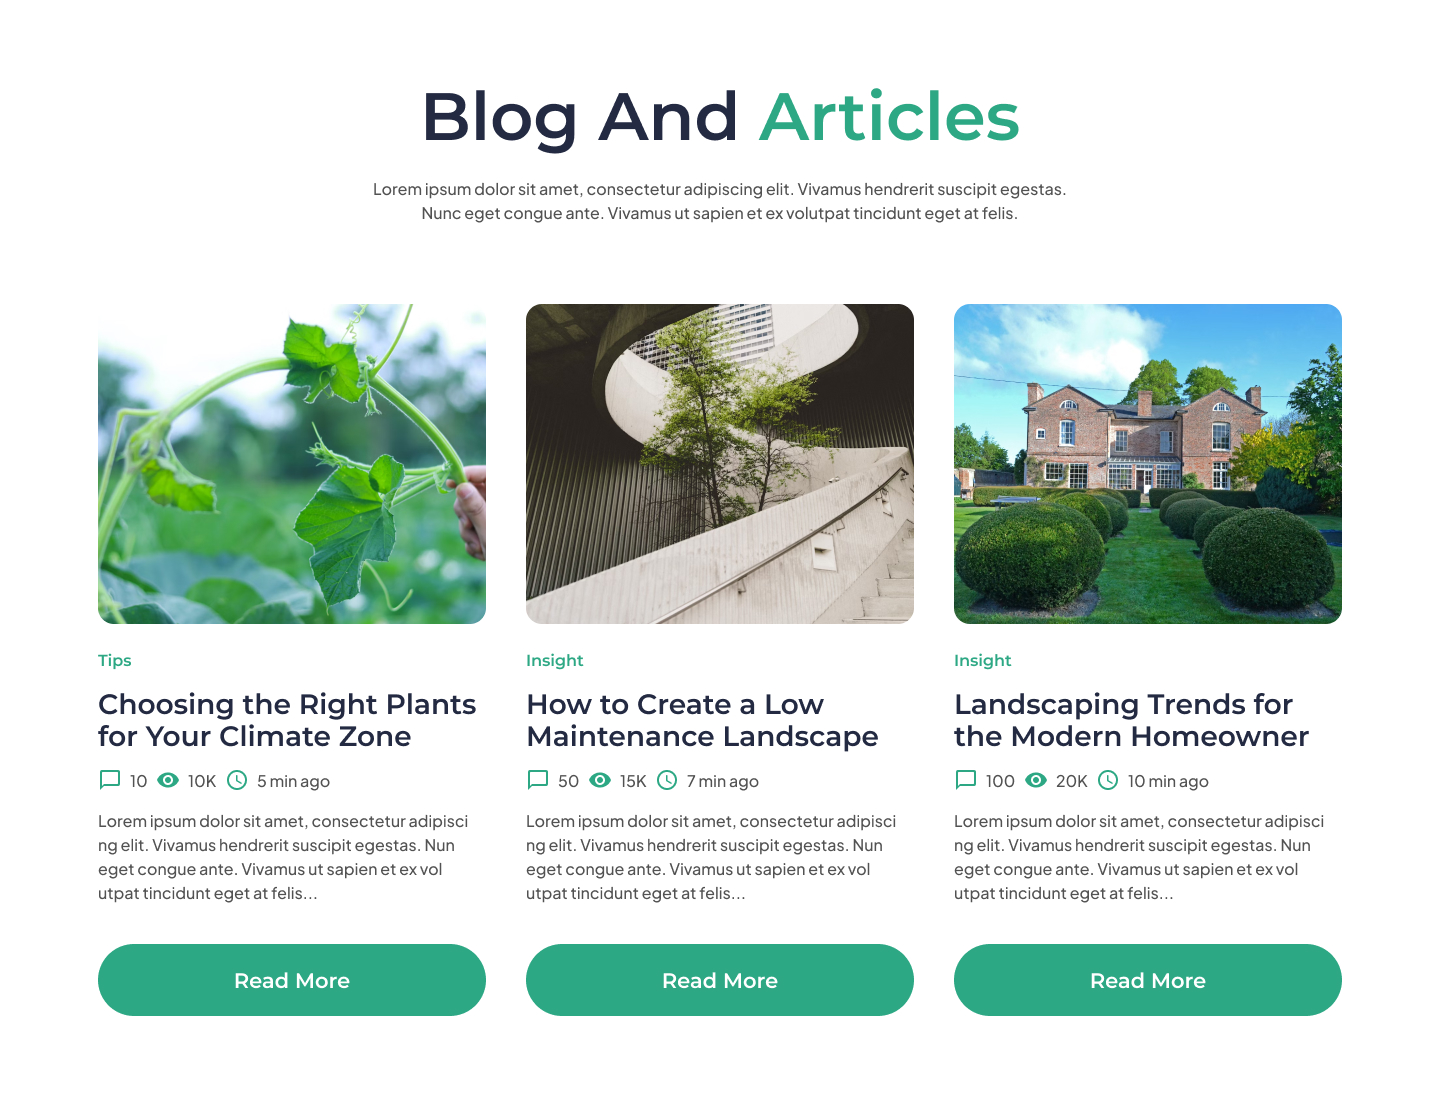 Blog And Articles
Lorem ipsum dolor sit amet, consectetur adipiscing elit. Vivamus hendrerit suscipit egestas.
Nunc eget congue ante. Vivamus ut sapien et ex volutpat tincidunt eget at felis.
Tips
Choosing the Right Plants
for Your Climate Zone
10 10K 5 min ago
Lorem ipsum dolor sit amet, consectetur adipisci
ng elit. Vivamus hendrerit suscipit egestas. Nun
eget congue ante. Vivamus ut sapien et ex vol
utpat tincidunt eget at felis...
Read More
Insight
How to Create a Low
Maintenance Landscape
50 15K 7 min ago
Lorem ipsum dolor sit amet, consectetur adipisci
ng elit. Vivamus hendrerit suscipit egestas. Nun
eget congue ante. Vivamus ut sapien et ex vol
utpat tincidunt eget at felis...
Read More
Insight
Landscaping Trends for
the Modern Homeowner
100 20K 10 min ago
Lorem ipsum dolor sit amet, consectetur adipisci
ng elit. Vivamus hendrerit suscipit egestas. Nun
eget congue ante. Vivamus ut sapien et ex vol
utpat tincidunt eget at felis...
Read More